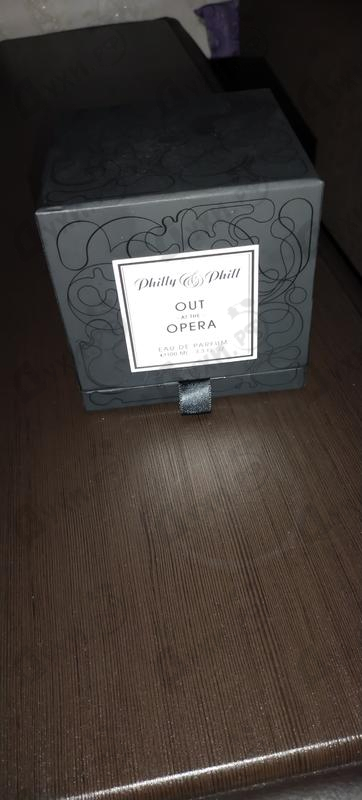 Philly & Phill
OUT
AT THE
OPERA
EAU DE PARFUM